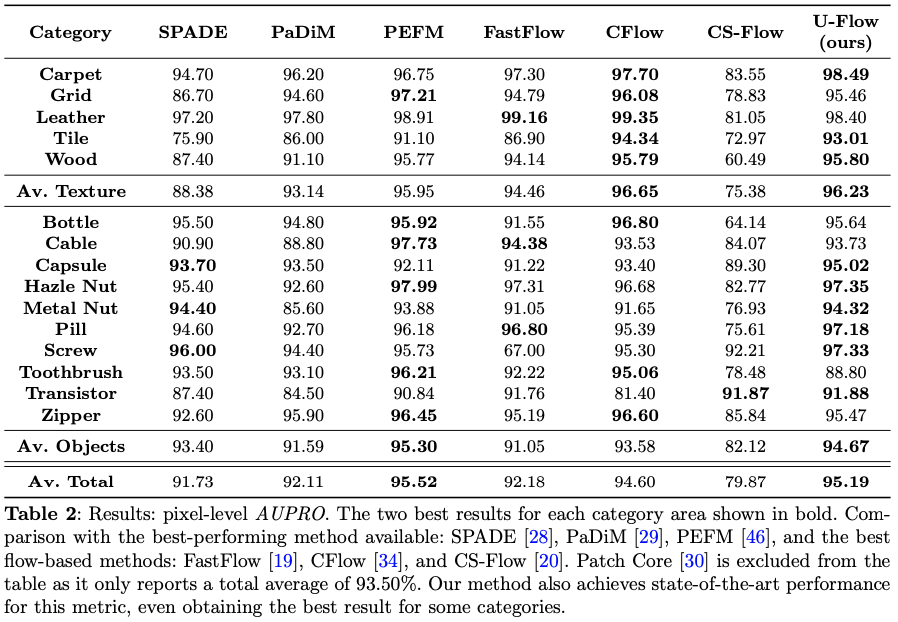 Category SPADE PaDiM PEFM FastFlow CFlow CS-Flow U-Flow (ours)
Carpet 94.70 96.20 96.75 97.30 97.70 83.55 98.49
Grid 86.70 94.60 97.21 94.79 96.08 78.83 95.46
Leather 97.20 97.80 98.91 99.16 99.35 81.05 98.40
Tile 75.90 86.00 91.10 86.90 94.34 72.97 93.01
Wood 87.40 91.10 95.77 94.14 95.79 60.49 95.80
Av. Texture 88.38 93.14 95.95 94.46 96.65 75.38 96.23
Bottle 95.50 94.80 95.92 91.55 96.80 64.14 95.64
Cable 90.90 88.80 97.73 94.38 93.53 84.07 93.73
Capsule 93.70 93.50 92.11 91.22 93.40 89.30 95.02
Hazle Nut 95.40 92.60 97.99 97.31 96.68 82.77 97.35
Metal Nut 94.40 85.60 93.88 91.05 91.65 76.93 94.32
Pill 94.60 92.70 96.18 96.80 95.39 75.61 97.18
Screw 96.00 94.40 95.73 67.00 95.30 92.21 97.33
Toothbrush 93.50 93.10 96.21 92.22 95.06 78.48 88.80
Transistor 87.40 84.50 90.84 91.76 81.40 91.87 91.88
Zipper 92.60 95.90 96.45 95.19 96.60 85.84 95.47
Av. Objects 93.40 91.59 95.30 91.05 93.58 82.12 94.67
Av. Total 91.73 92.11 95.52 92.18 94.60 79.87 95.19
Table 2: Results: pixel-level AUPRO. The two best results for each category area shown in bold. Com-
parison with the best-performing method available: SPADE [28], PaDiM [29], PEFM [46], and the best
flow-based methods: FastFlow [19], CFlow [34], and CS-Flow [20]. Patch Core [30] is excluded from the
table as it only reports a total average of 93.50%. Our method also achieves state-of-the-art performance
for this metric, even obtaining the best result for some categories.